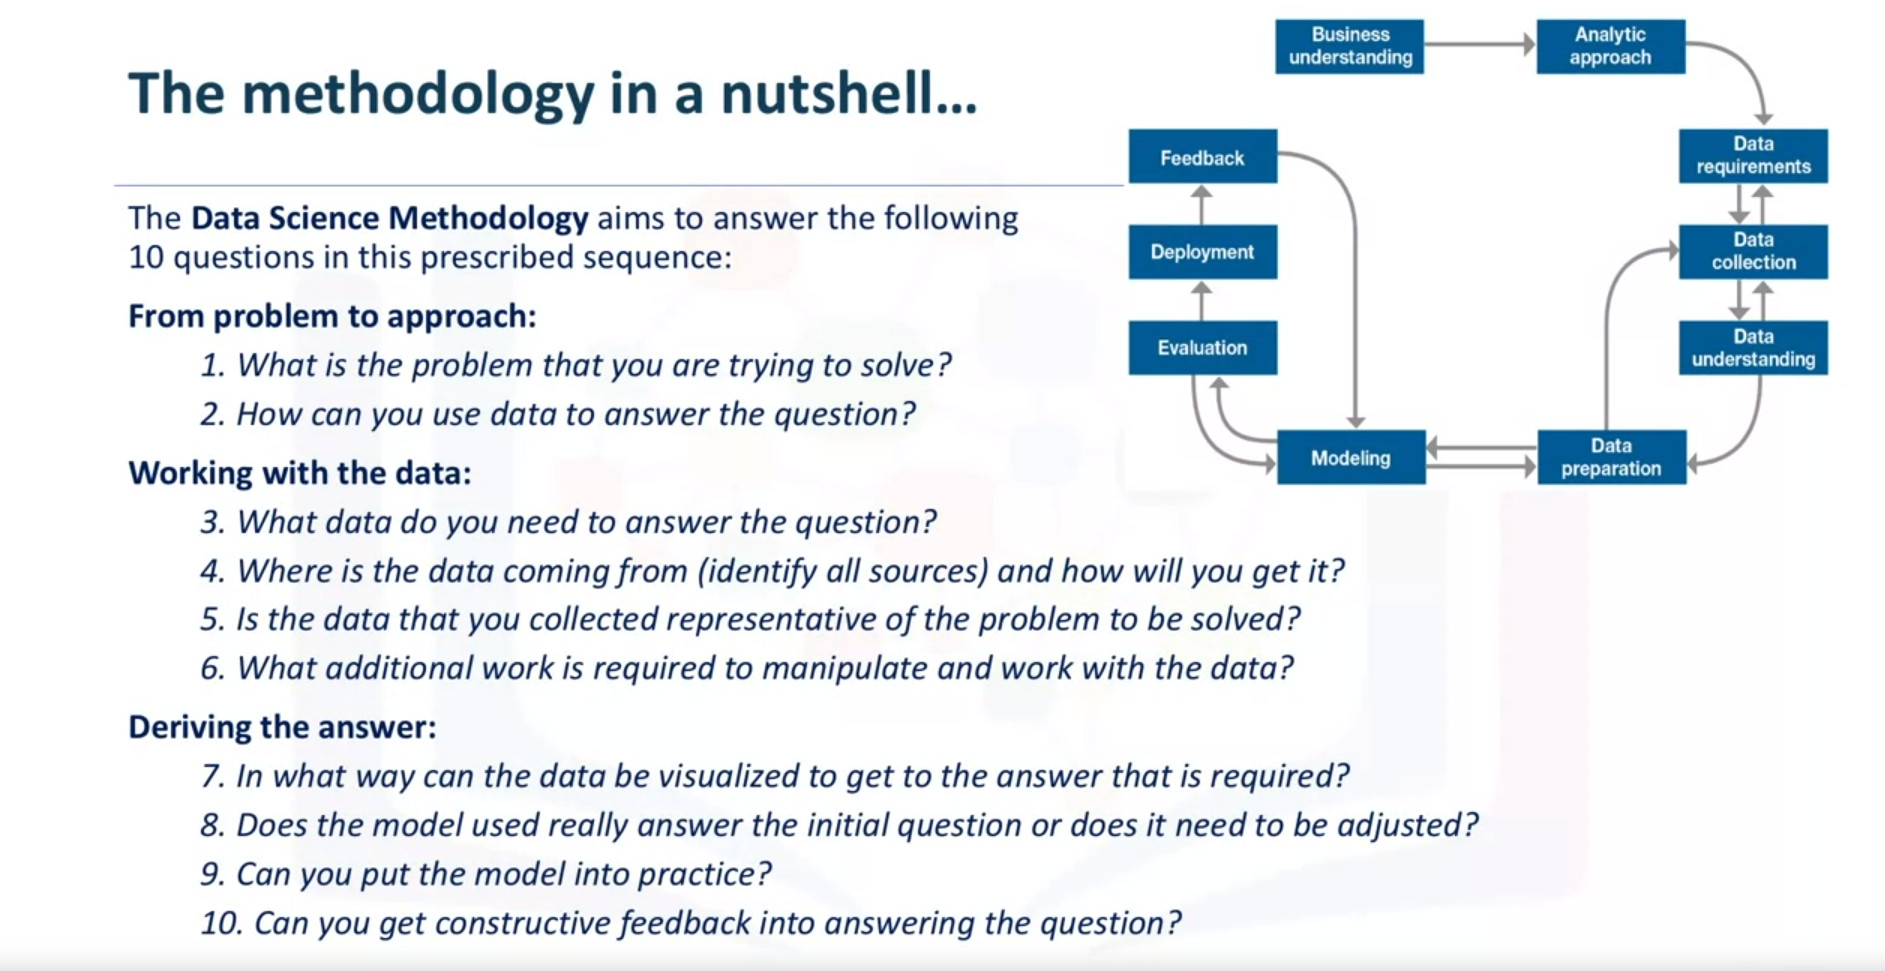 The methodology in a nutshell...
The Data Science Methodology aims to answer the following
10 questions in this prescribed sequence:
From problem to approach:
1. What is the problem that you are trying to solve?
2. How can you use data to answer the question?
Working with the data:
3. What data do you need to answer the question?
4. Where is the data coming from (identify all sources) and how will you get it?
5. Is the data that you collected representative of the problem to be solved?
6. What additional work is required to manipulate and work with the data?
Deriving the answer:
7. In what way can the data be visualized to get to the answer that is required?
8. Does the model used really answer the initial question or does it need to be adjusted?
9. Can you put the model into practice?
10. Can you get constructive feedback into answering the question?
Business
understanding
Analytic
approach
Data
requirements
Data
collection
Data
understanding
Data
preparation
Modeling
Evaluation
Deployment
Feedback